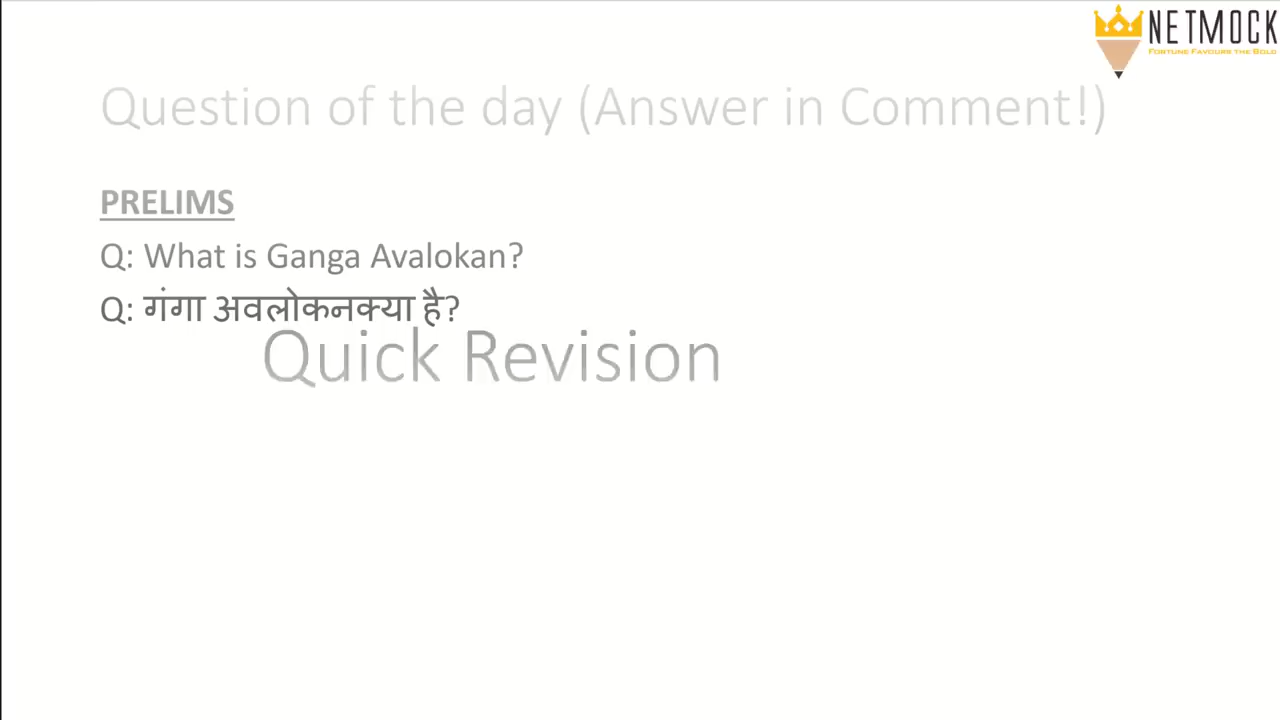 NETMOCK
FORTUNE FAVOURS THE BOLD
Question of the day (Answer in Comment!)
PRELIMS
Q: What is Ganga Avalokan?
Q: गंगा अवलोकनक्या है?
Quick Revision